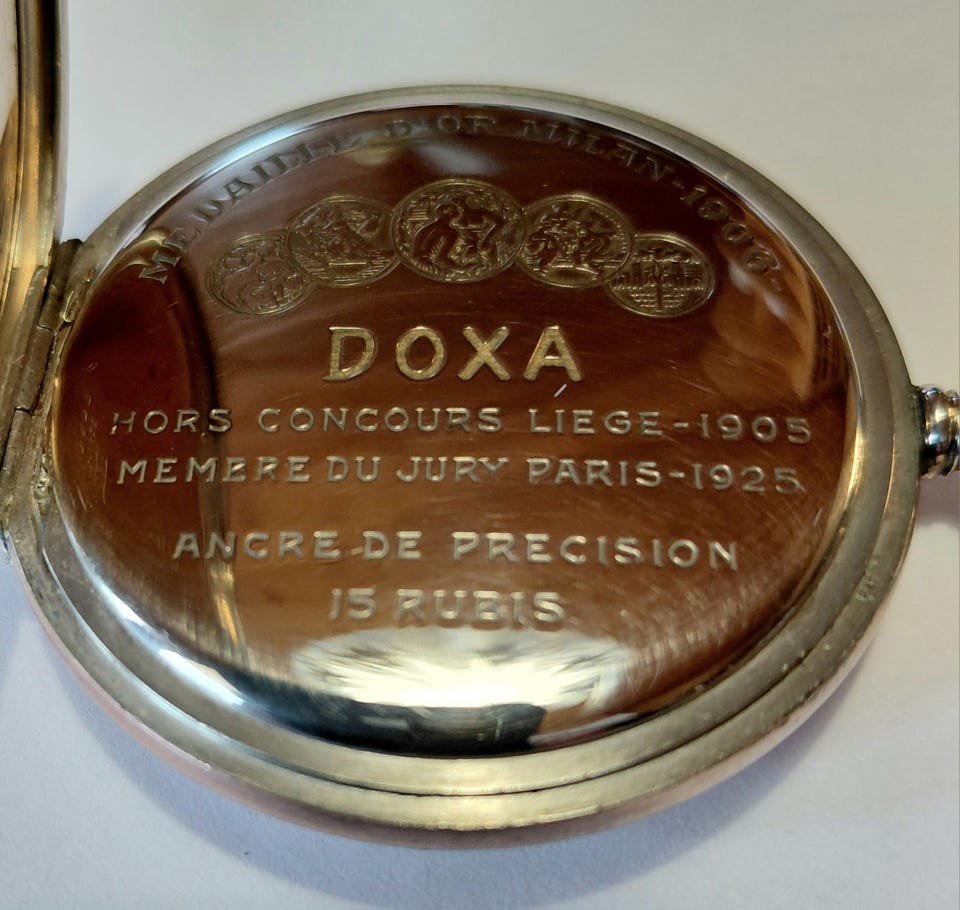 MEDAILLE D'OR MILAN-1906-
DOXA
HORS CONCOURS LIEGE-1905
MEMBRE DU JURY PARIS-1925
ANCRE DE PRECISION
15 RUBIS